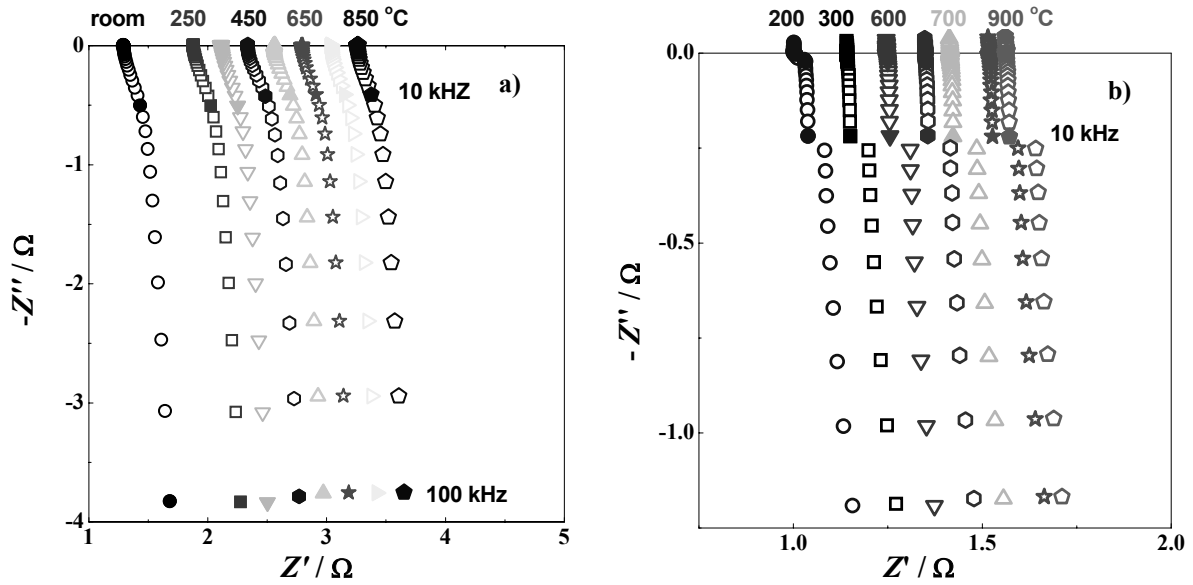 room 250 450 650 850 °C
0
-1
-2
-3
-4
-Z'' / Ω
a)
10 kHZ
100 kHz
1 2 3 4 5
Z' / Ω
200 300 600 700 900 °C
0.0
-0.5
-1.0
- Z'' / Ω
b)
10 kHz
1.0 1.5 2.0
Z' / Ω